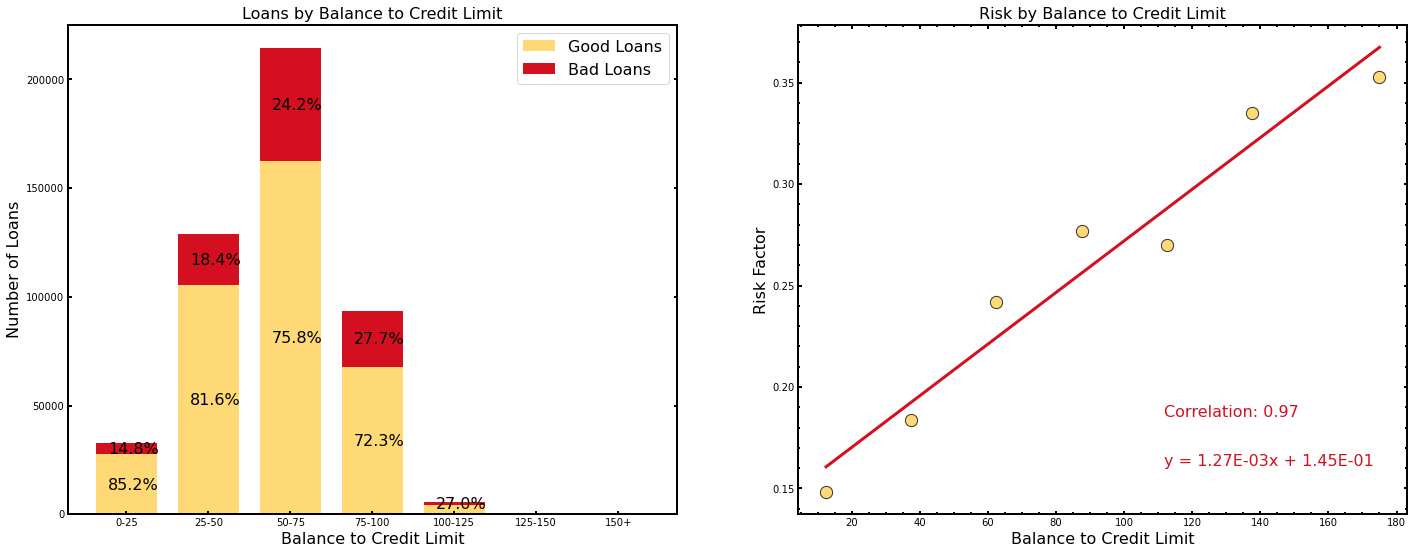 Loans by Balance to Credit Limit
Good Loans
Bad Loans
Number of Loans
200000
150000
100000
50000
0
24.2%
18.4%
75.8%
27.7%
81.6%
72.3%
14.8%
85.2%
27.0%
0-25 25-50 50-75 75-100 100-125 125-150 150+
Balance to Credit Limit
Risk by Balance to Credit Limit
Risk Factor
0.35
0.30
0.25
0.20
0.15
Correlation: 0.97
y = 1.27E-03x + 1.45E-01
20 40 60 80 100 120 140 160 180
Balance to Credit Limit